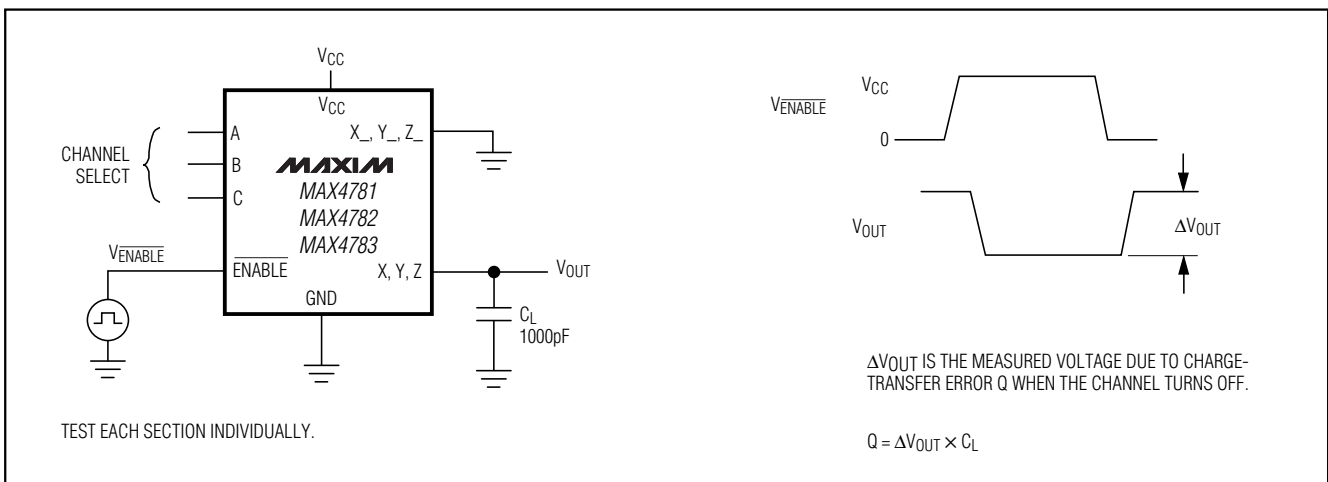 VCC
VCC
A
X_, Y_, Z_
CHANNEL
SELECT
B
MAXIM
C
MAX4781
MAX4782
MAX4783
VENABLE
ENABLE
X, Y, Z
VOUT
GND
CL
1000pF
TEST EACH SECTION INDIVIDUALLY.
VCC
VENABLE
0
VOUT
ΔVOUT
ΔVOUT IS THE MEASURED VOLTAGE DUE TO CHARGE-
TRANSFER ERROR Q WHEN THE CHANNEL TURNS OFF.
Q = ΔVOUT × CL